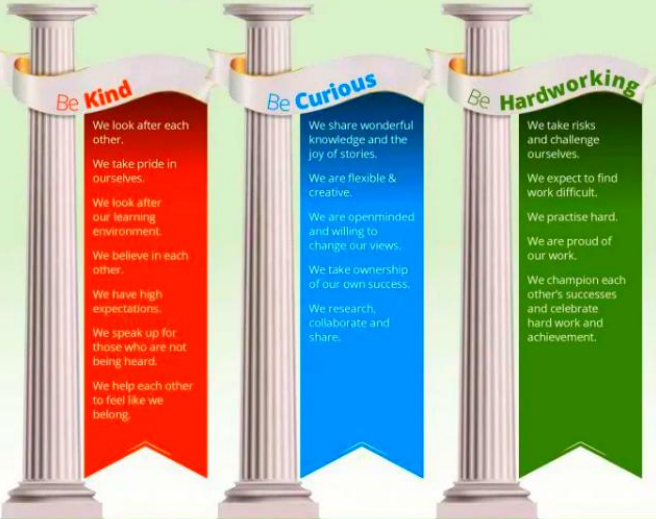 Be Kind
We look after each
other.
We take pride in
ourselves.
We look after
our learning
environment.
We believe in each
other.
We have high
expectations.
We speak up for
those who are not
being heard.
We help each other
to feel like we
belong.
Be Curious
We share wonderful
knowledge and the
joy of stories.
We are flexible &
creative.
We are openminded
and willing to
change our views.
We take ownership
of our own success.
We research,
collaborate and
share.
Be Hardworking
We take risks
and challenge
ourselves.
We expect to find
work difficult.
We practise hard.
We are proud of
our work.
We champion each
other's successes
and celebrate
hard work and
achievement.